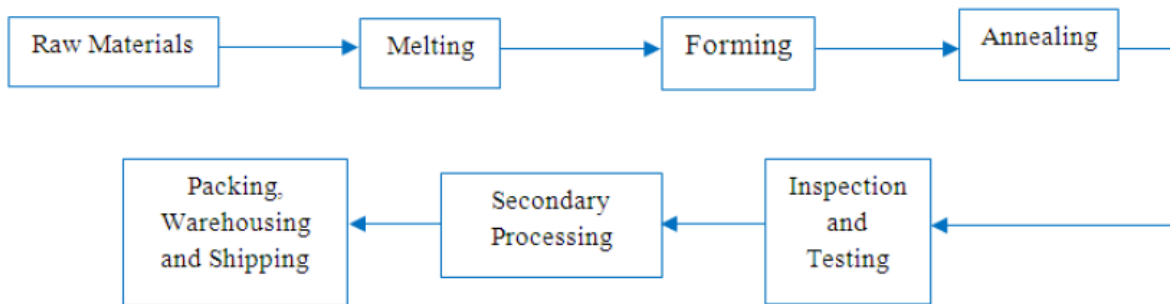 Raw Materials
Melting
Forming
Annealing
Inspection
and
Testing
Secondary
Processing
Packing,
Warehousing
and Shipping